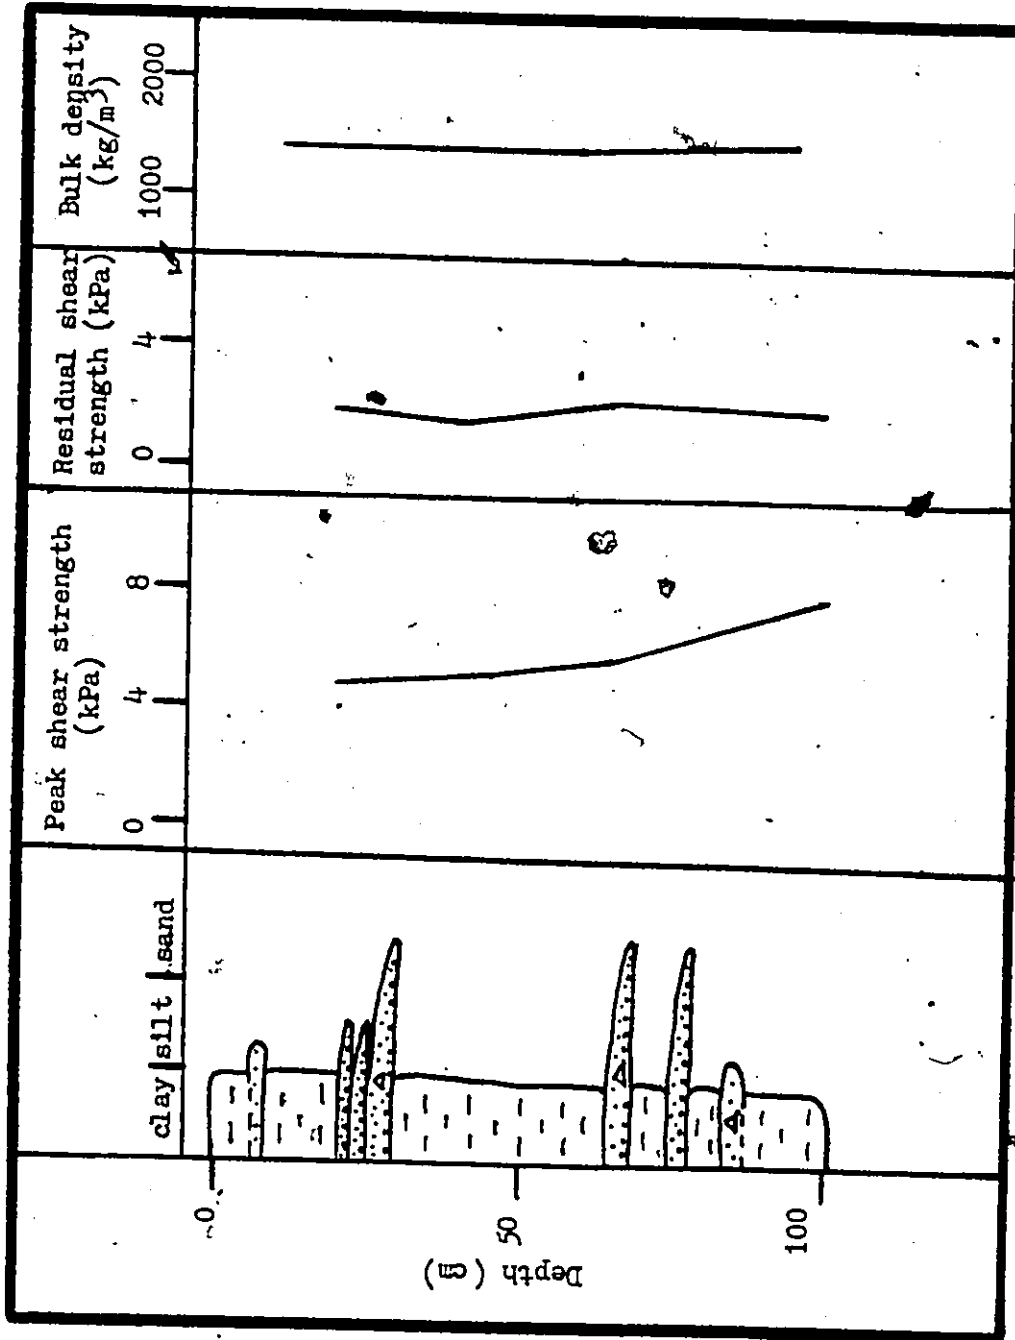 Depth (cm)
0
50
100
clay
silt
sand
Peak shear strength
(kPa)
0
4
8
Residual shear
strength (kPa)
0
4
Bulk density
(kg/m³)
1000
2000